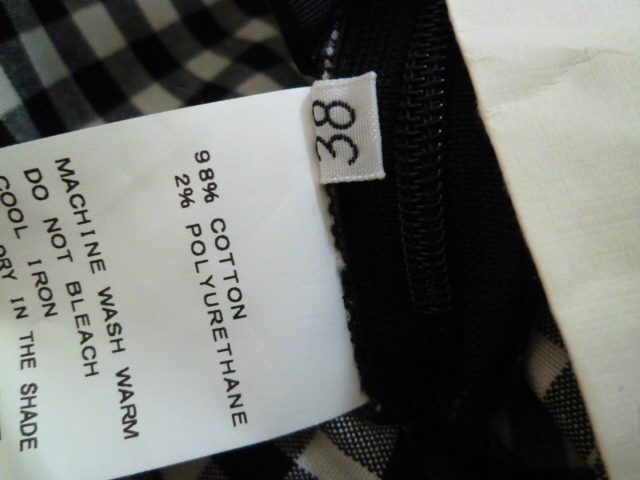 38
98% COTTON
2% POLYURETHANE
MACHINE WASH WARM
DO NOT BLEACH
COOL IRON
DRY IN THE SHADE